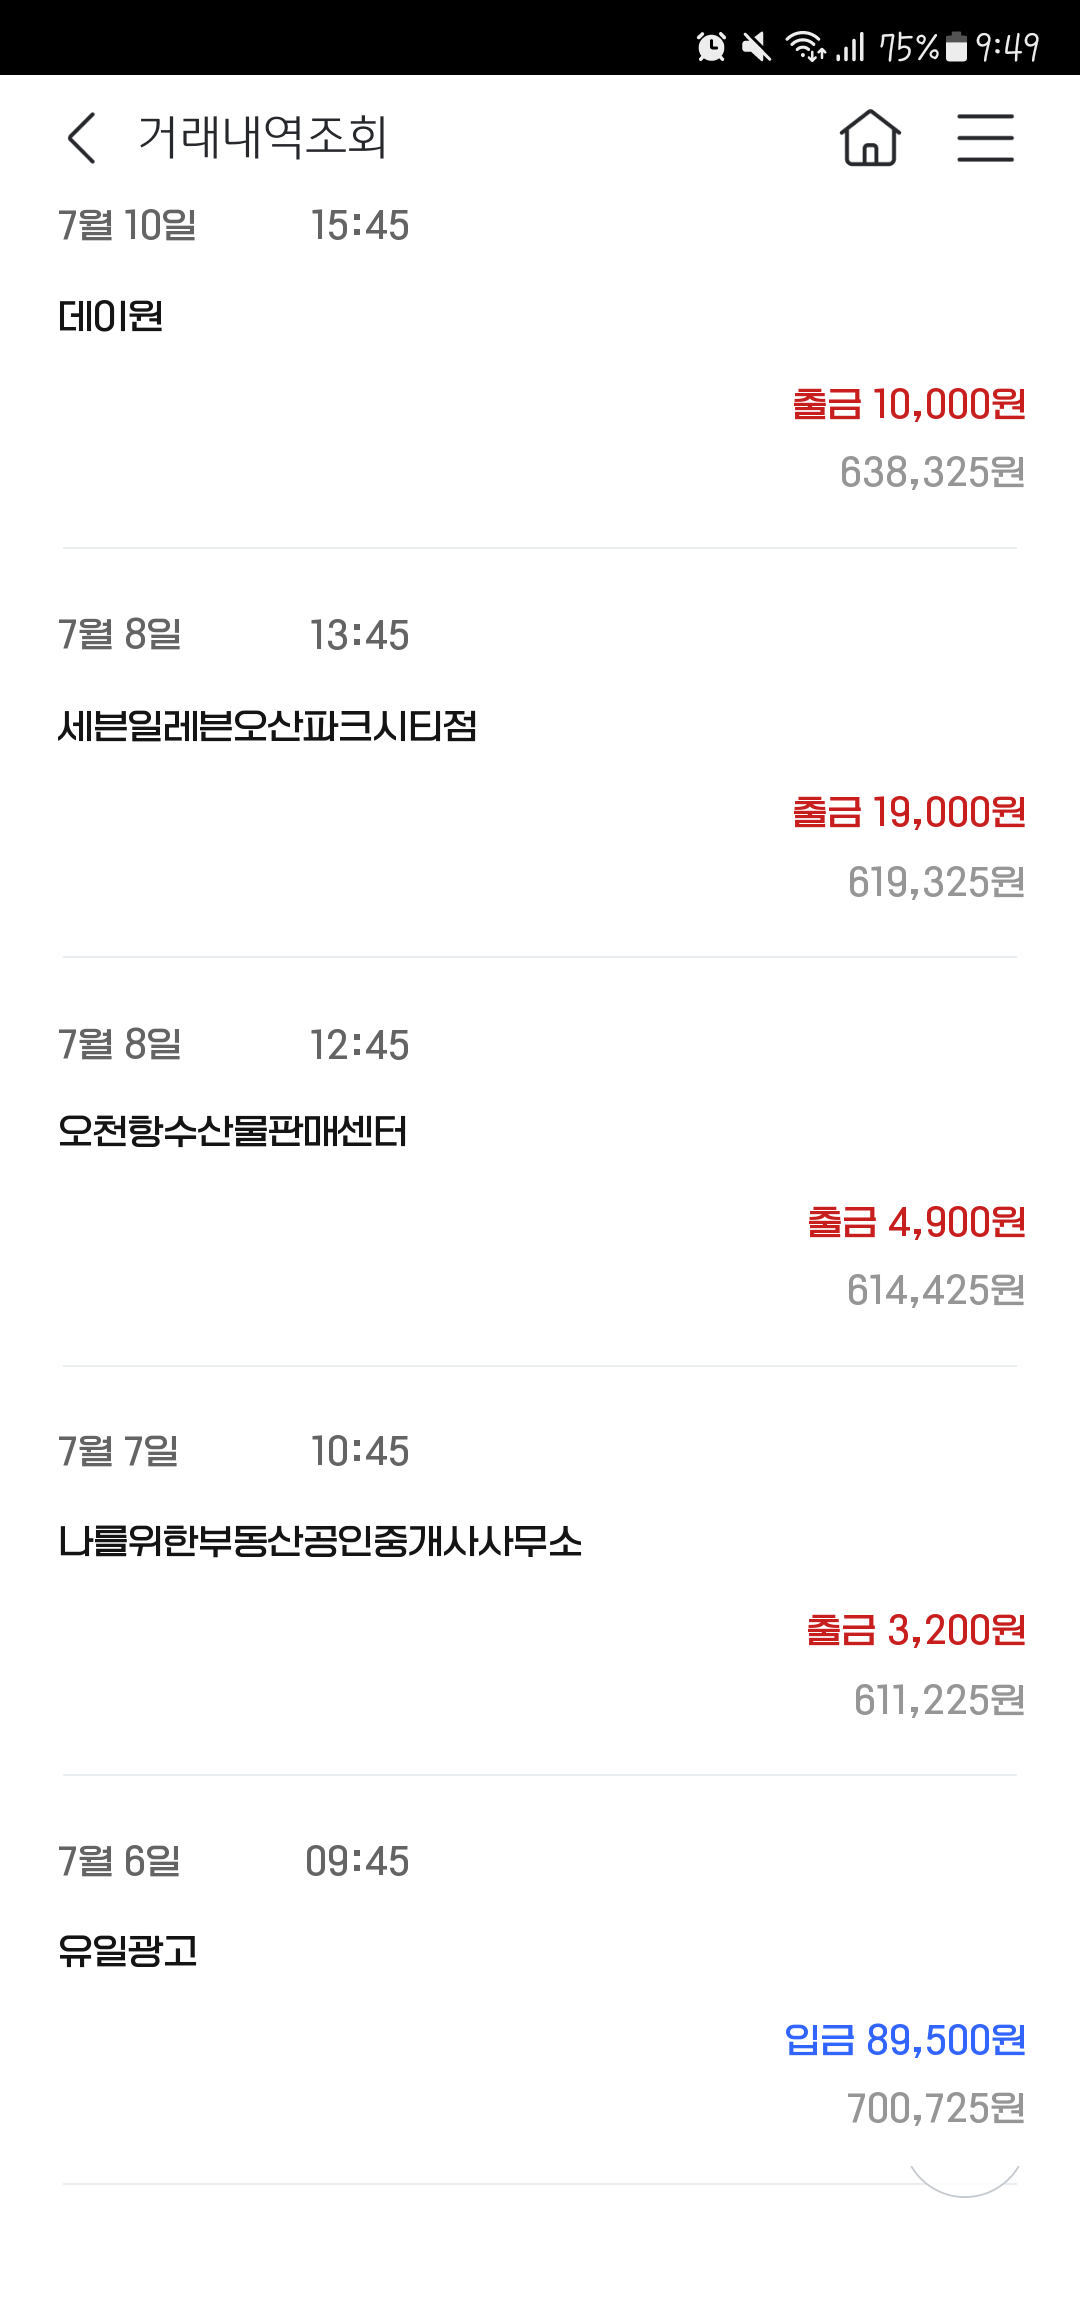 75% 9:49
거래내역조회
7월 10일 15:45
데이원
출금 10,000원
638,325원
7월 8일 13:45
세븐일레븐오산파크시티점
출금 19,000원
619,325원
7월 8일 12:45
오천항수산물판매센터
출금 4,900원
614,425원
7월 7일 10:45
나를위한부동산공인중개사사무소
출금 3,200원
611,225원
7월 6일 09:45
유일광고
입금 89,500원
700,725원